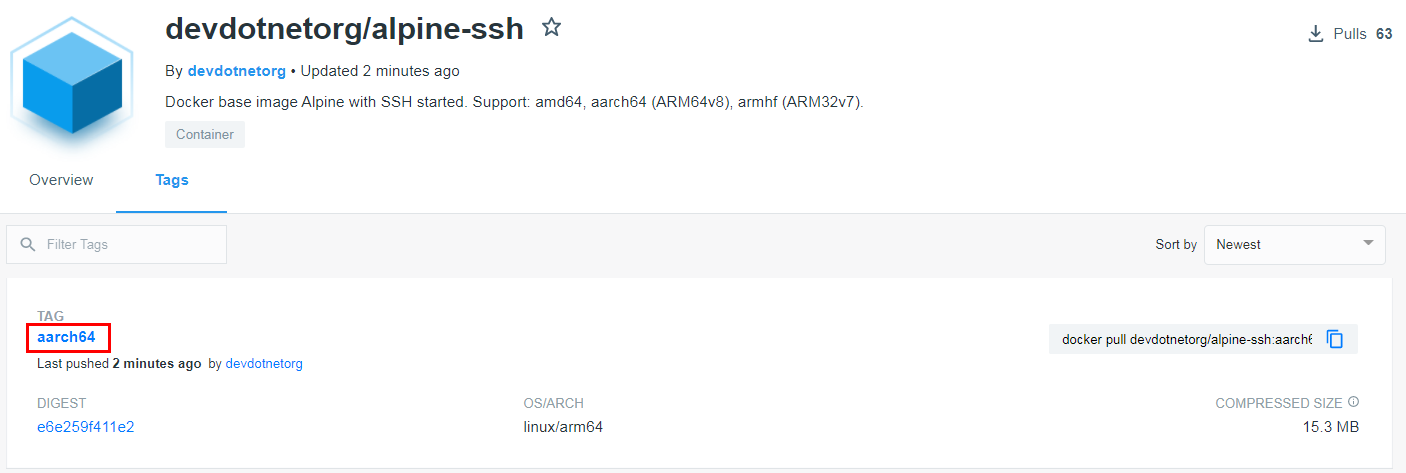 devdotnetorg/alpine-ssh
Pulls 63
By devdotnetorg • Updated 2 minutes ago
Docker base image Alpine with SSH started. Support: amd64, aarch64 (ARM64v8), armhf (ARM32v7).
Container
Overview
Tags
Filter Tags
Sort by
Newest
TAG
aarch64
docker pull devdotnetorg/alpine-ssh:aarch6
Last pushed 2 minutes ago by devdotnetorg
DIGEST
OS/ARCH
COMPRESSED SIZE
e6e259f411e2
linux/arm64
15.3 MB